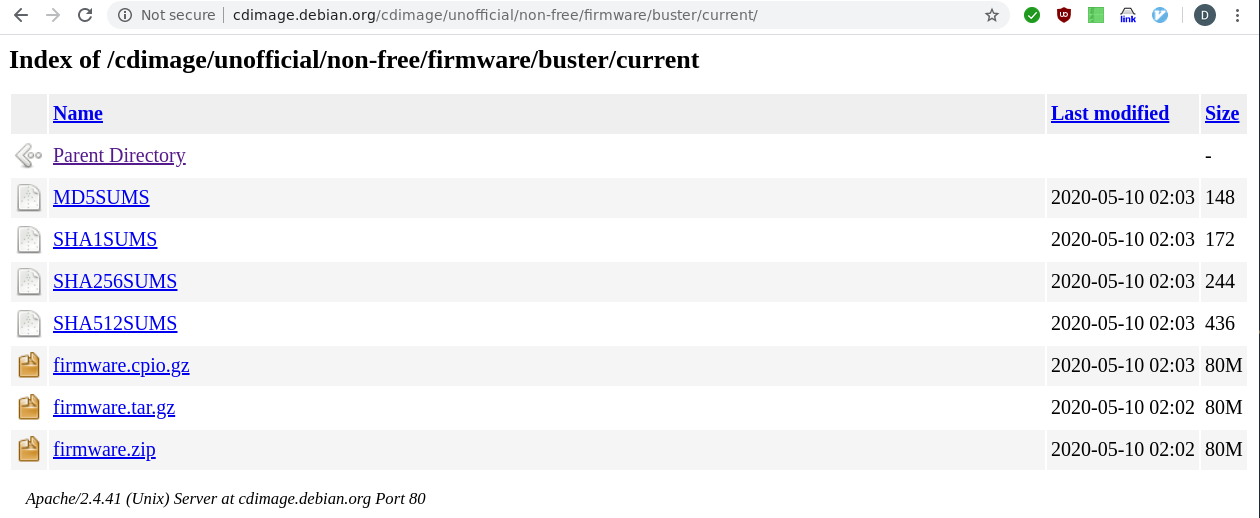 Not secure | cdimage.debian.org/cdimage/unofficial/non-free/firmware/buster/current/ UD link D
Index of /cdimage/unofficial/non-free/firmware/buster/current
Name Last modified Size
Parent Directory -
MD5SUMS 2020-05-10 02:03 148
SHA1SUMS 2020-05-10 02:03 172
SHA256SUMS 2020-05-10 02:03 244
SHA512SUMS 2020-05-10 02:03 436
firmware.cpio.gz 2020-05-10 02:03 80M
firmware.tar.gz 2020-05-10 02:02 80M
firmware.zip 2020-05-10 02:02 80M
Apache/2.4.41 (Unix) Server at cdimage.debian.org Port 80